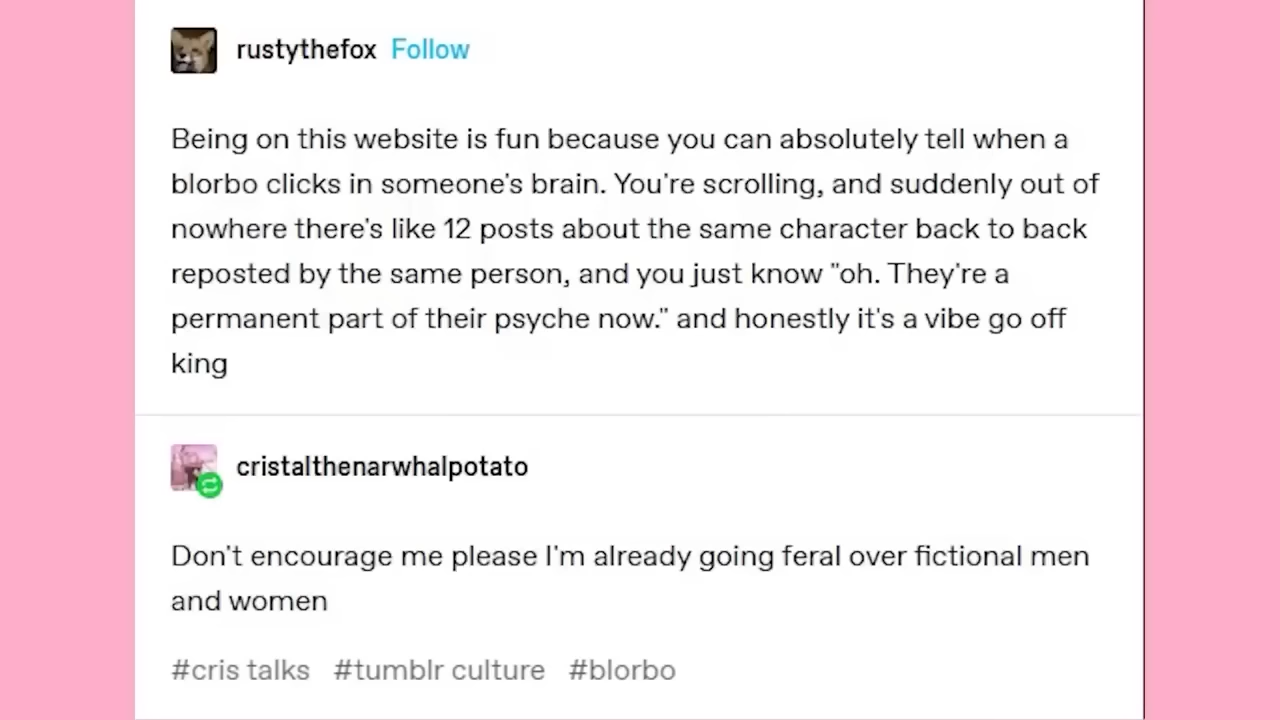 rustythefox Follow
Being on this website is fun because you can absolutely tell when a
blorbo clicks in someone's brain. You're scrolling, and suddenly out of
nowhere there's like 12 posts about the same character back to back
reposted by the same person, and you just know "oh. They're a
permanent part of their psyche now." and honestly it's a vibe go off
king
cristalthenarwhalpotato
Don't encourage me please I'm already going feral over fictional men
and women
#cris talks #tumblr culture #blorbo